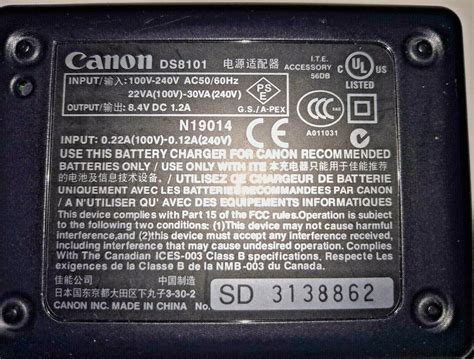 Canon DS8101 电源适配器
I.T.E. ACCESSORY 56DB
INPUT/输入: 100V-240V AC50/60Hz
22VA(100V)-30VA(240V)
OUTPUT/输出: 8.4V DC 1.2A
PSE
G.S./A-PEX
C UL US
LISTED
CCC
A011031
N19014 CE
INPUT: 0.22A(100V)-0.12A(240V)
USE THIS BATTERY CHARGER FOR CANON RECOMMENDED
BATTERIES ONLY / USE ONLY WITH ITE 本充电器只能用于佳能推荐
的电池及信息技术设备. /UTILISEZ CE CHARGEUR DE BATTERIE
UNIQUEMENT AVEC LES BATTERIES RECOMMANDEES PAR CANON
/ A N'UTILISER QU' AVEC DES EQUIPEMENTS INFORMATIQUES
This device complies with Part 15 of the FCC rules.Operation is subject
to the following two conditions: (1)This device may not cause harmful
interference,and (2)this device must accept any interference received,
including interference that may cause undesired operation. Complies
With The Canadian ICES-003 Class B specifications, Respecte Les
exigences de la Classe B de la NMB-003 du Canada.
佳能公司 中国制造
日本国东京都大田区下丸子3-30-2
CANON INC. MADE IN CHINA
SD 3138862